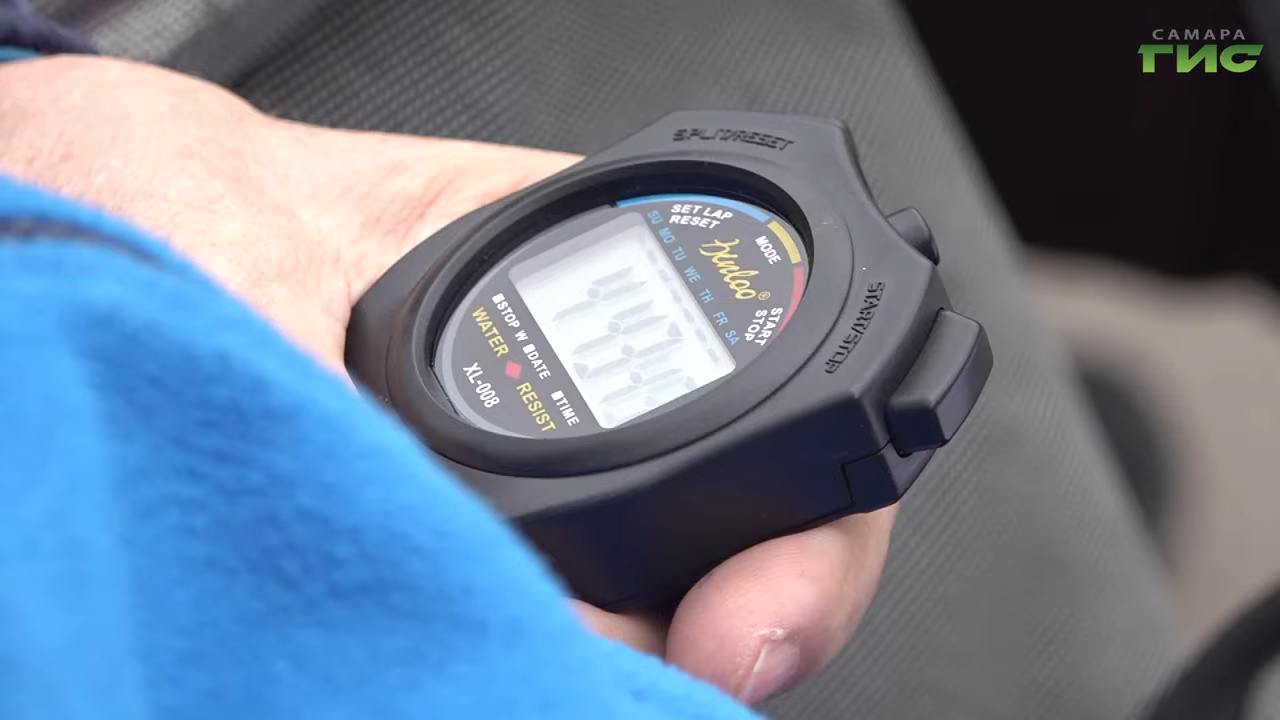 САМАРА
ГИС
SPLIT/RESET
SET LAP
RESET
MODE
START
STOP
SU MO TU WE TH FR SA
START/STOP
STOP W DATE TIME
WATER RESIST
XL-008